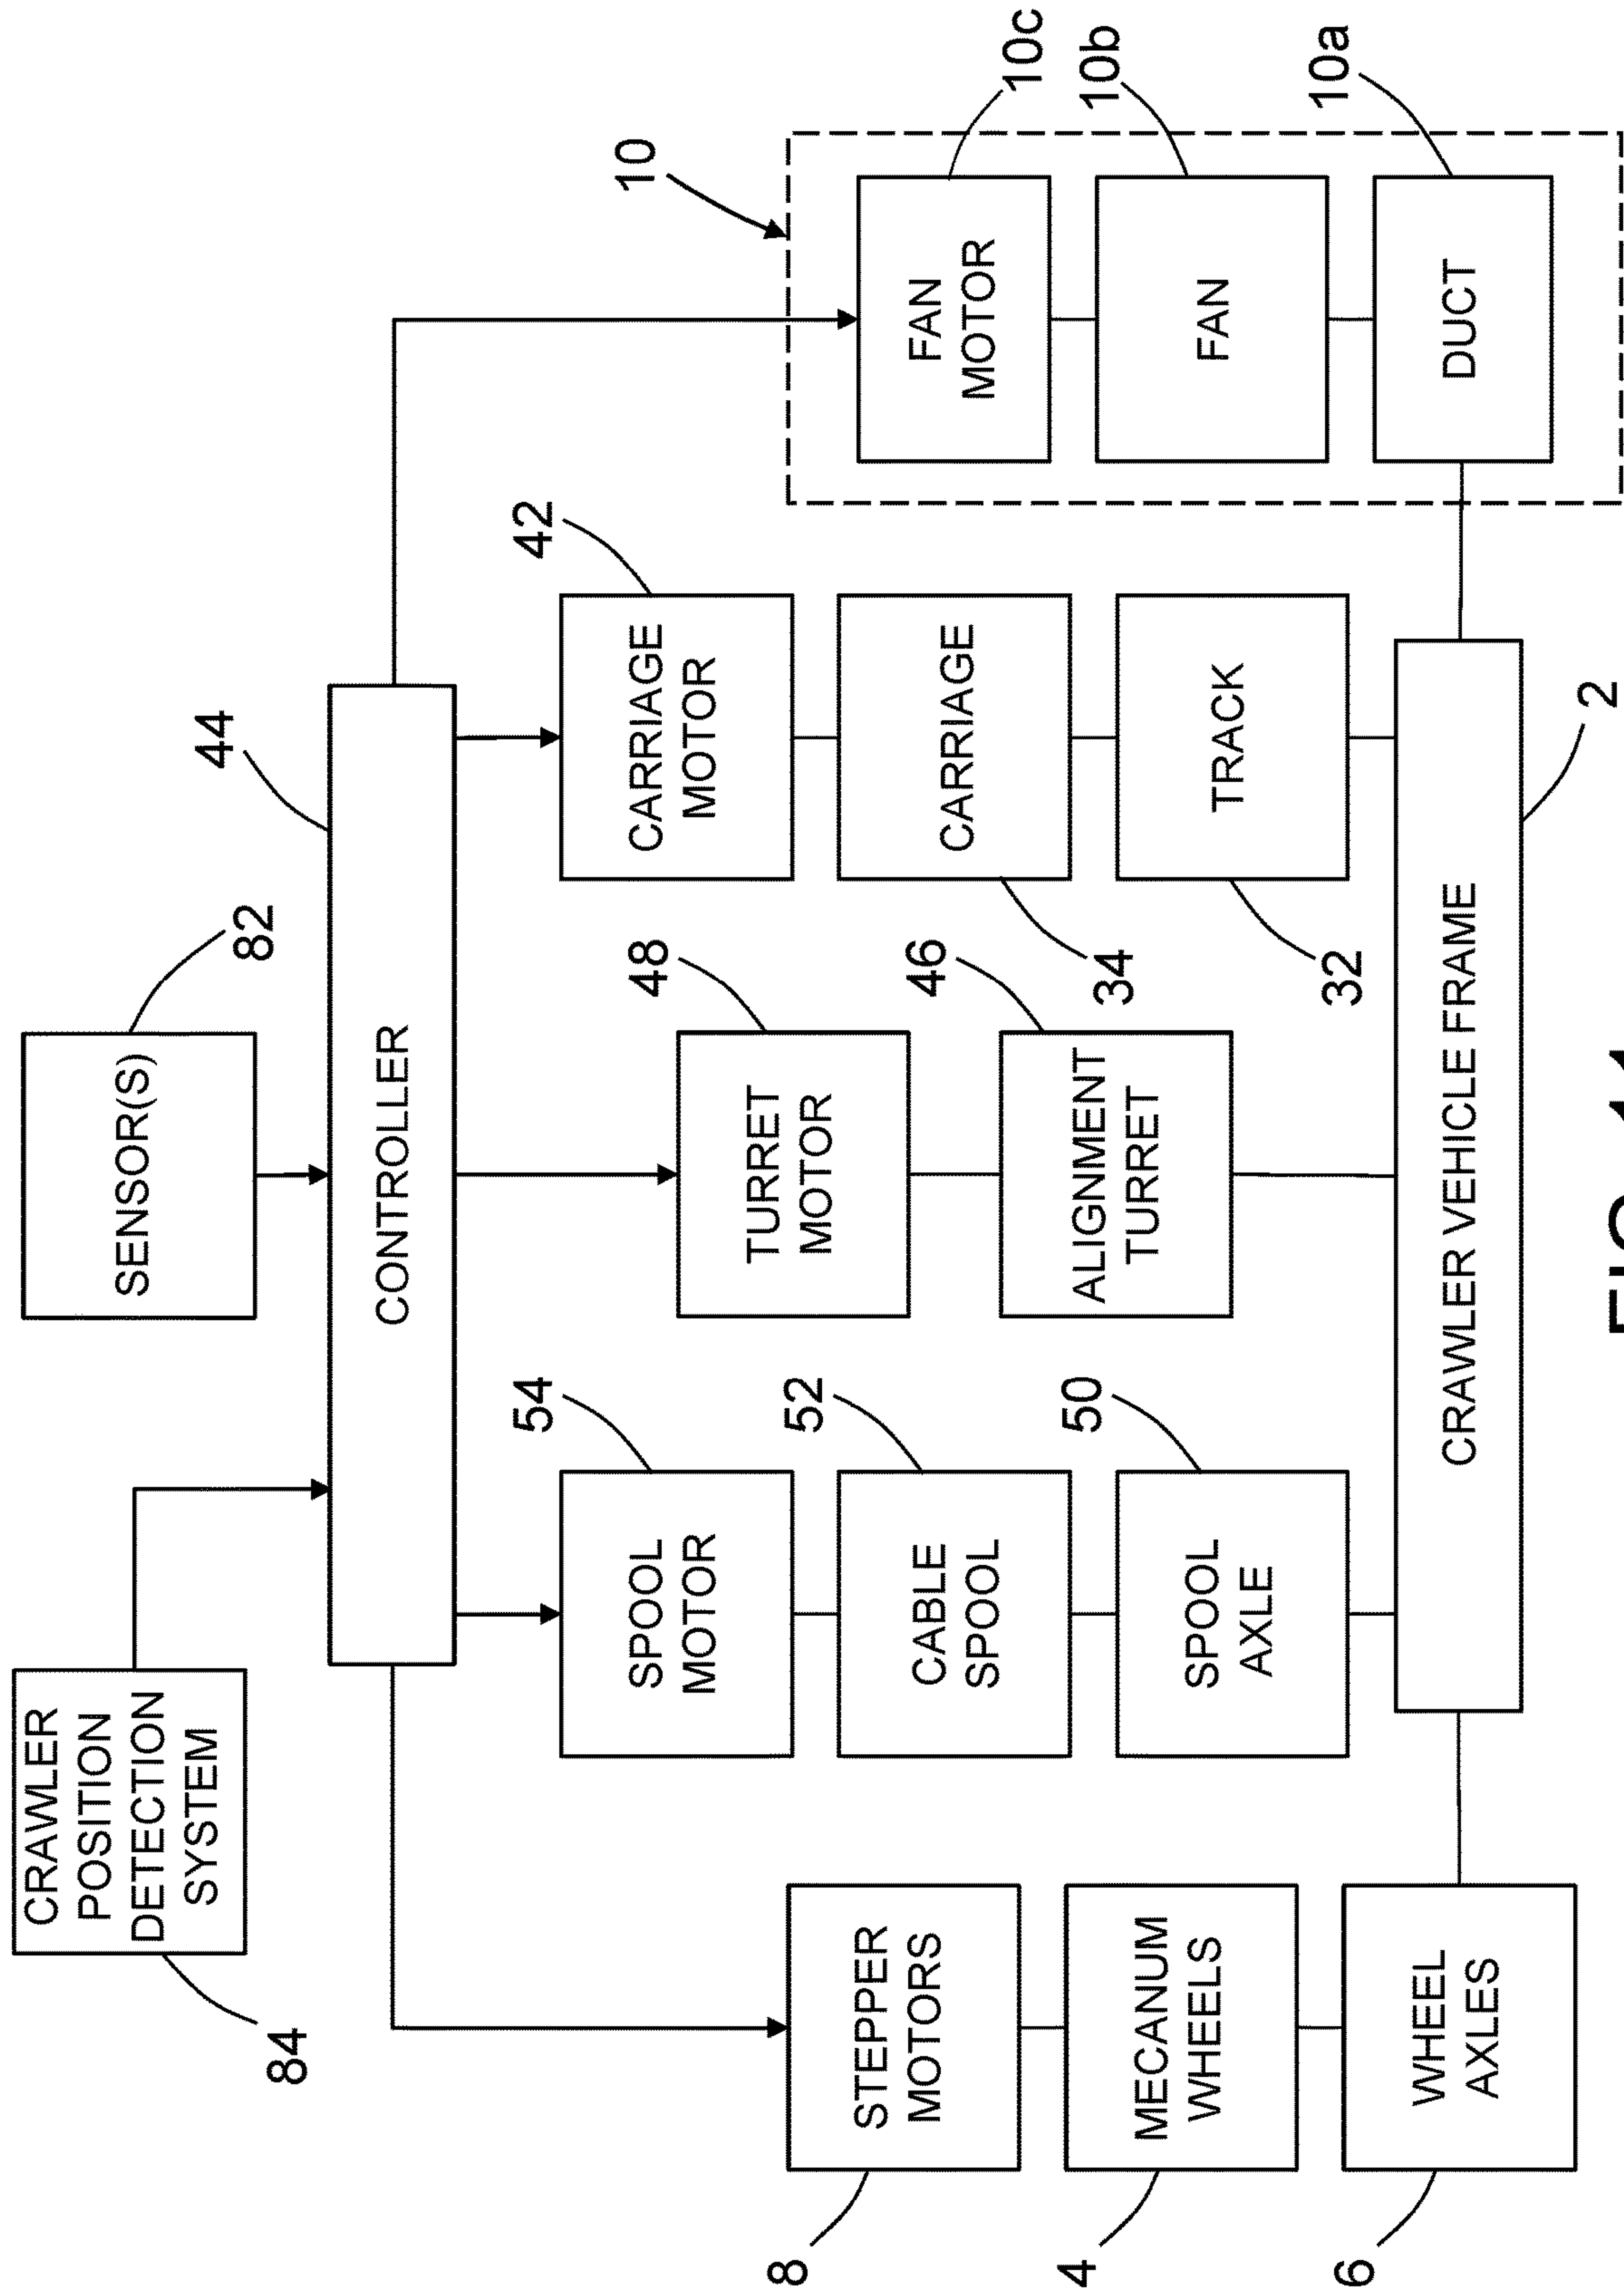 CRAWLER
POSITION
DETECTION
SYSTEM
84
SENSOR(S)
82
CONTROLLER
44
STEPPER
MOTORS
8
MECANUM
WHEELS
4
WHEEL
AXLES
6
SPOOL
MOTOR
54
CABLE
SPOOL
52
SPOOL
AXLE
50
TURRET
MOTOR
48
ALIGNMENT
TURRET
46
CARRIAGE
MOTOR
42
CARRIAGE
34
TRACK
32
10
FAN
MOTOR
10c
FAN
10b
DUCT
10a
CRAWLER VEHICLE FRAME
2